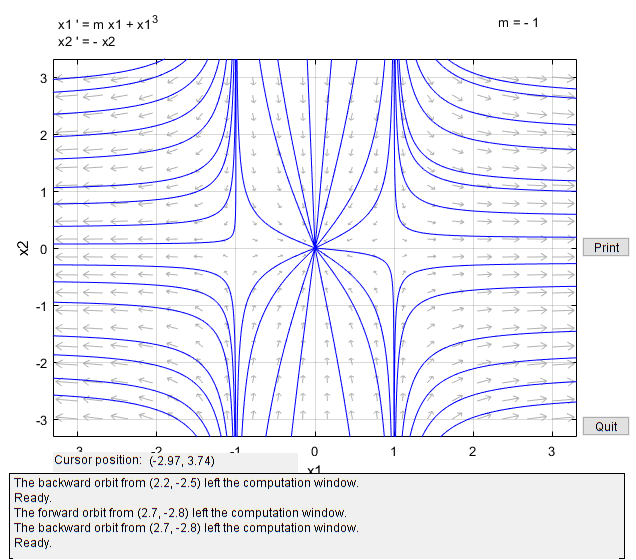 x1 ' = m x1 + x1³
m = - 1
x2 ' = - x2
3
2
1
0
-1
-2
-3
x2
-2 -1 0 1 2 3
x1
Print
Quit
Cursor position: (-2.97, 3.74)
The backward orbit from (2.2, -2.5) left the computation window.
Ready.
The forward orbit from (2.7, -2.8) left the computation window.
The backward orbit from (2.7, -2.8) left the computation window.
Ready.